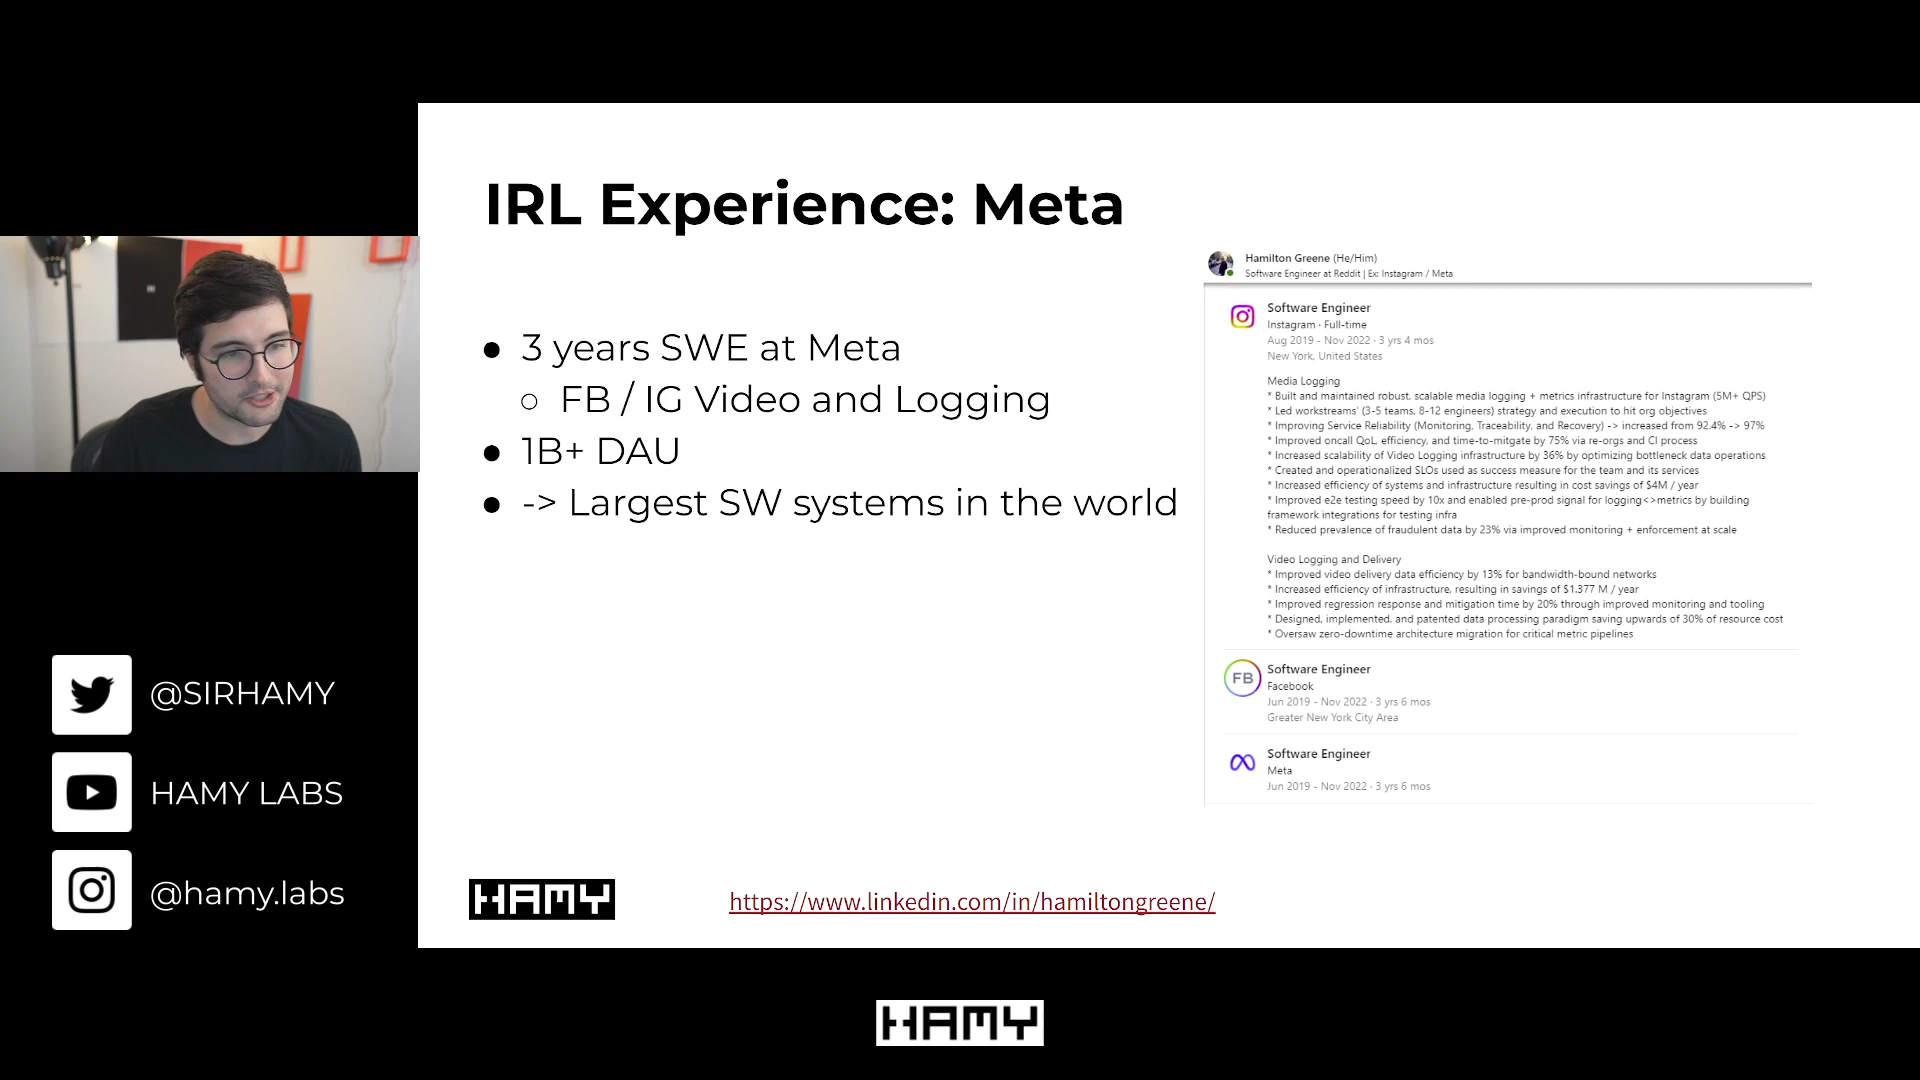 IRL Experience: Meta
● 3 years SWE at Meta
○ FB / IG Video and Logging
● 1B+ DAU
● -> Largest SW systems in the world
Hamilton Greene (He/Him)
Software Engineer at Reddit | Ex: Instagram / Meta
Software Engineer
Instagram · Full-time
Aug 2019 - Nov 2022 · 3 yrs 4 mos
New York, United States
Media Logging
* Built and maintained robust, scalable media logging + metrics infrastructure for Instagram (5M+ QPS)
* Led workstreams' (3-5 teams, 8-12 engineers) strategy and execution to hit org objectives
* Improving Service Reliability (Monitoring, Traceability, and Recovery) -> increased from 92.4% -> 97%
* Improved oncall QoL, efficiency, and time-to-mitgate by 75% via re-orgs and CI process
* Increased scalability of Video Logging infrastructure by 36% by optimizing bottleneck data operations
* Created and operationalized SLOs used as success measure for the team and its services
* Increased efficiency of systems and infrastructure resulting in cost savings of $4M / year
* Improved e2e testing speed by 10x and enabled pre-prod signal for logging<>metrics by building
framework integrations for testing infra
* Reduced prevalence of fraudulent data by 23% via improved monitoring + enforcement at scale
Video Logging and Delivery
* Improved video delivery data efficiency by 13% for bandwidth-bound networks
* Increased efficiency of infrastructure, resulting in savings of $1.377 M / year
* Improved regression response and mitigation time by 20% through improved monitoring and tooling
* Designed, implemented, and patented data processing paradigm saving upwards of 30% of resource cost
* Oversaw zero-downtime architecture migration for critical metric pipelines
FB
Software Engineer
Facebook
Jun 2019 - Nov 2022 · 3 yrs 6 mos
Greater New York City Area
Software Engineer
Meta
Jun 2019 - Nov 2022 · 3 yrs 6 mos
@SIRHAMY
HAMY LABS
@hamy.labs
HAMY
https://www.linkedin.com/in/hamiltongreene/
HAMY